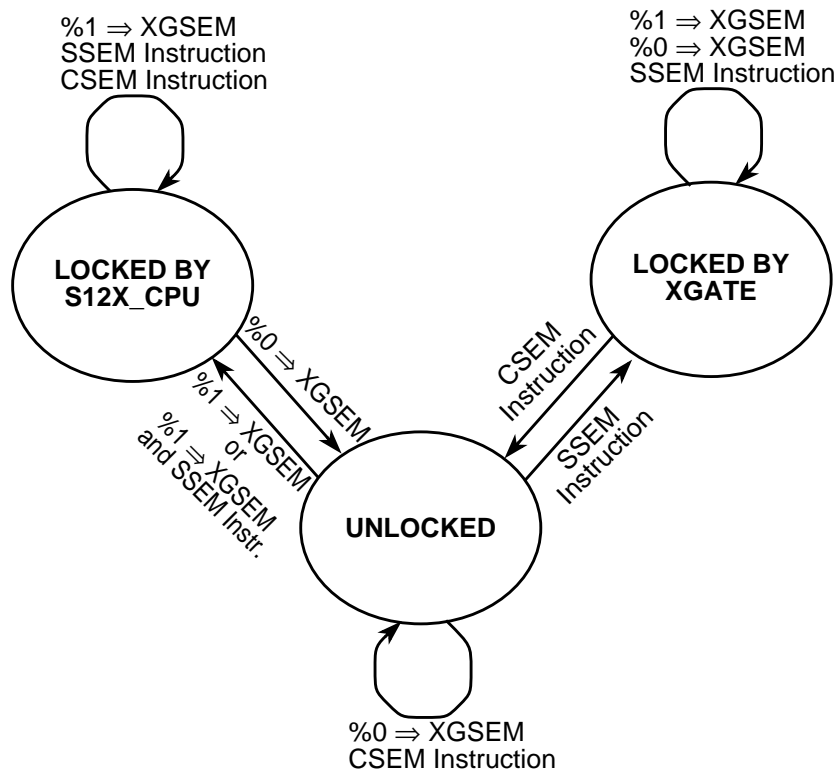 %1 ⇒ XGSEM
SSEM Instruction
CSEM Instruction
%1 ⇒ XGSEM
%0 ⇒ XGSEM
SSEM Instruction
LOCKED BY
S12X_CPU
LOCKED BY
XGATE
%0 ⇒ XGSEM
%1 ⇒ XGSEM
or
%1 ⇒ XGSEM
and SSEM Instr.
CSEM
Instruction
SSEM
Instruction
UNLOCKED
%0 ⇒ XGSEM
CSEM Instruction